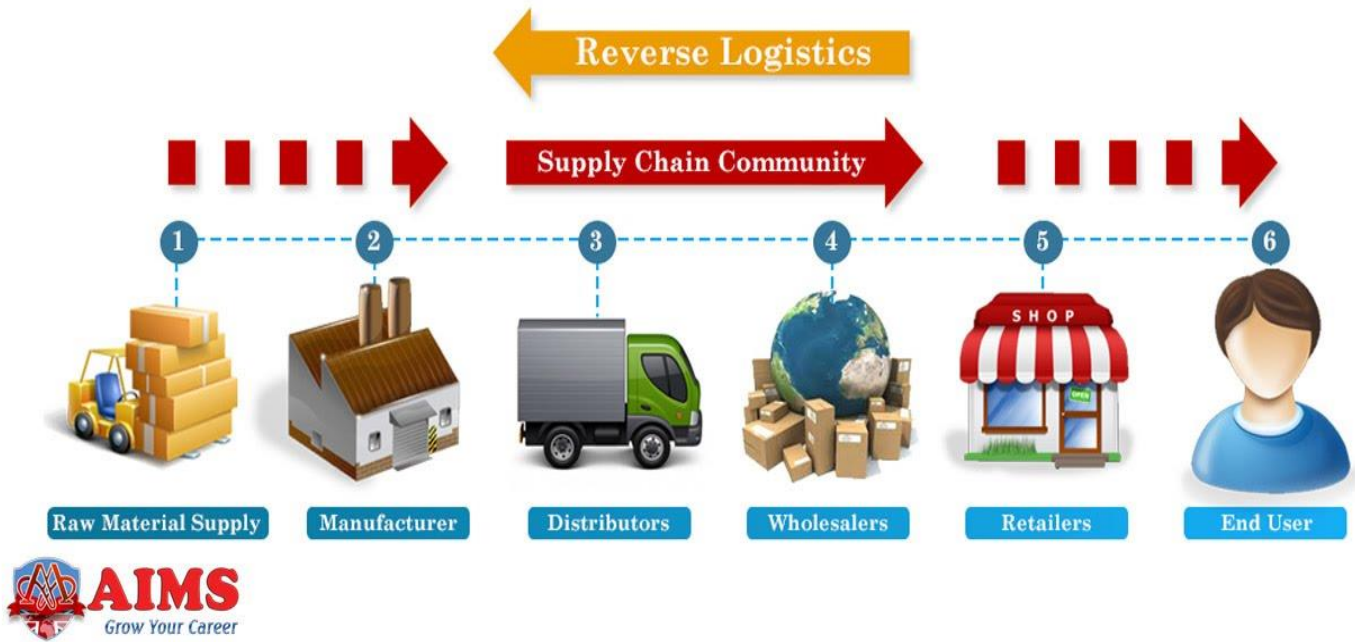 Reverse Logistics
Supply Chain Community
1 2 3 4 5 6
SHOP
OPEN
Raw Material Supply Manufacturer Distributors Wholesalers Retailers End User
AIMS
Grow Your Career